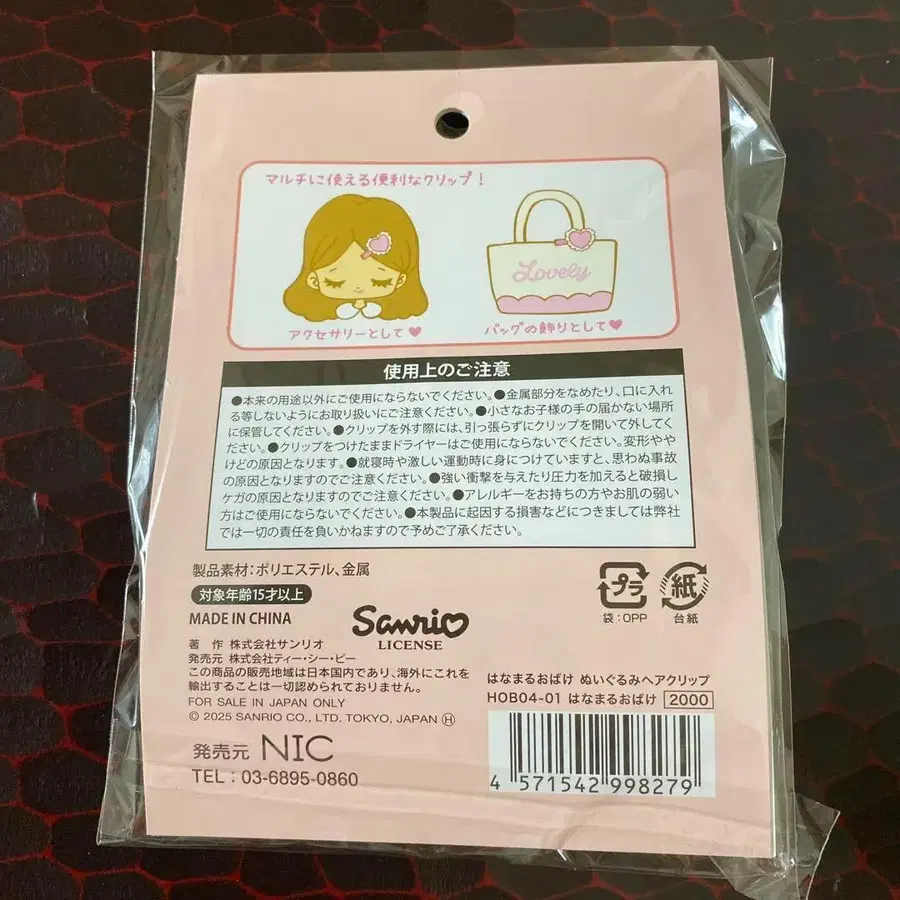 マルチに使える便利なクリップ！
Lovely
アクセサリーとして♥
バッグの飾りとして♥
使用上のご注意
●本来の用途以外にご使用にならないでください。●金属部分をなめたり、口に入れ
る等しないようにお取り扱いにご注意ください。●小さなお子様の手の届かない場所
に保管してください。●クリップを外す際には、引っ張らずにクリップを開いて外してく
ださい。●クリップをつけたままドライヤーはご使用にならないでください。変形ややけ
どの原因となります。●就寝時や激しい運動時に身につけていますと、思わぬ事故
の原因となりますのでご注意ください。●強い衝撃を与えたり圧力を加えると破損し
ケガの原因となりますのでご注意ください。●アレルギーをお持ちの方やお肌の弱い
方はご使用にならないでください。●本製品に起因する損害などにつきましては弊社
では一切の責任を負いかねますので予めご了承ください。
製品素材：ポリエステル、金属
対象年齢15才以上
MADE IN CHINA
Sanrio
LICENSE
プラ
袋：OPP
紙
台紙
著　作　株式会社サンリオ
発売元　株式会社ティー・シー・ピー
この商品の販売地域は日本国内であり、海外にこれを
輸出することは一切認められておりません。
FOR SALE IN JAPAN ONLY
© 2025 SANRIO CO., LTD. TOKYO, JAPAN Ⓗ
発売元 NIC
TEL：03-6895-0860
はなまるおばけ ぬいぐるみヘアクリップ
HOB04-01 はなまるおばけ 2000
4 571542 998279